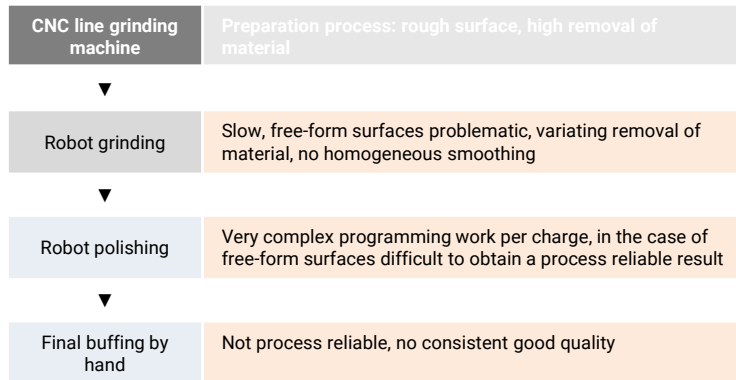 CNC line grinding
machine
Preparation process: rough surface, high removal of
material
▼
Robot grinding
Slow, free-form surfaces problematic, variating removal of
material, no homogeneous smoothing
▼
Robot polishing
Very complex programming work per charge, in the case of
free-form surfaces difficult to obtain a process reliable result
▼
Final buffing by
hand
Not process reliable, no consistent good quality